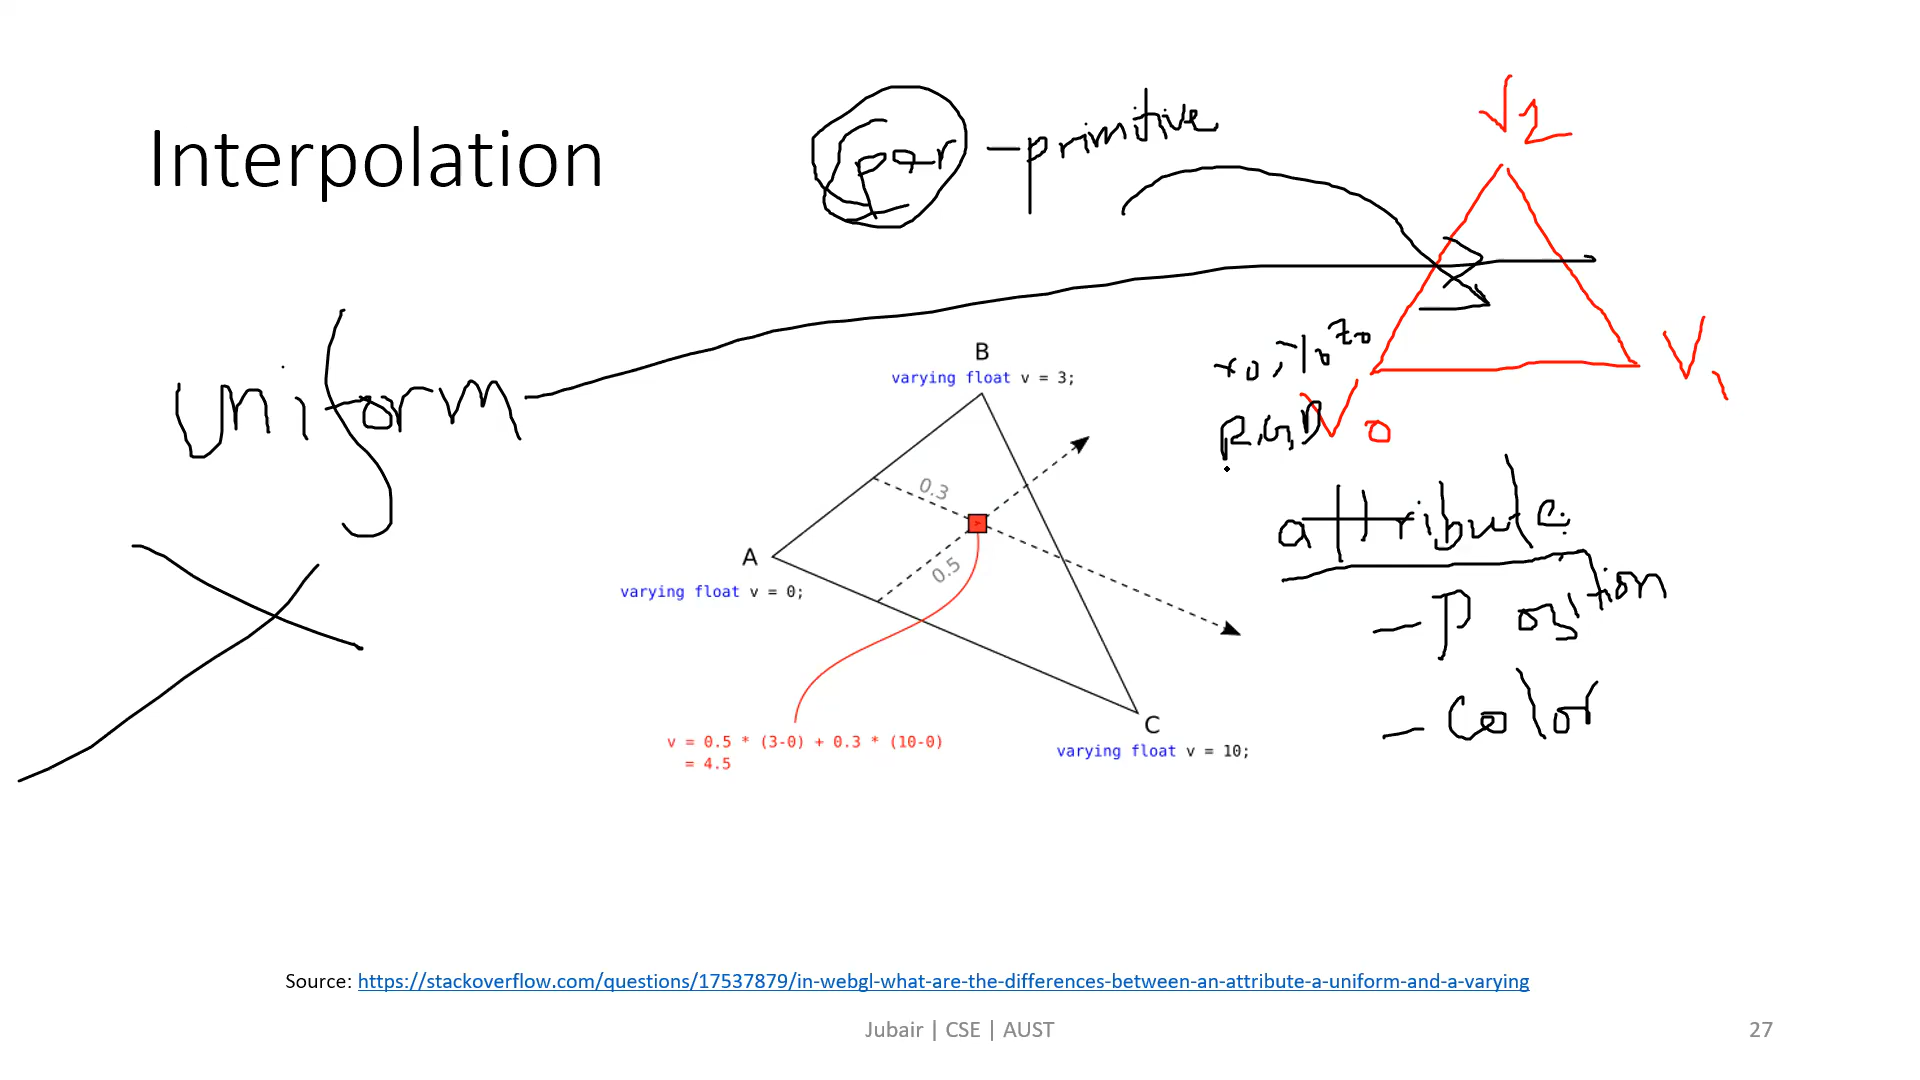 Interpolation
per - primitive
V2
uniform
x0, y0 z0
V1
R, G, B
V0
B
varying float v = 3;
0.3
attribute
A
varying float v = 0;
0.5
- Position
- Color
C
varying float v = 10;
v = 0.5 * (3-0) + 0.3 * (10-0)
= 4.5
Source: https://stackoverflow.com/questions/17537879/in-webgl-what-are-the-differences-between-an-attribute-a-uniform-and-a-varying
Jubair | CSE | AUST
27